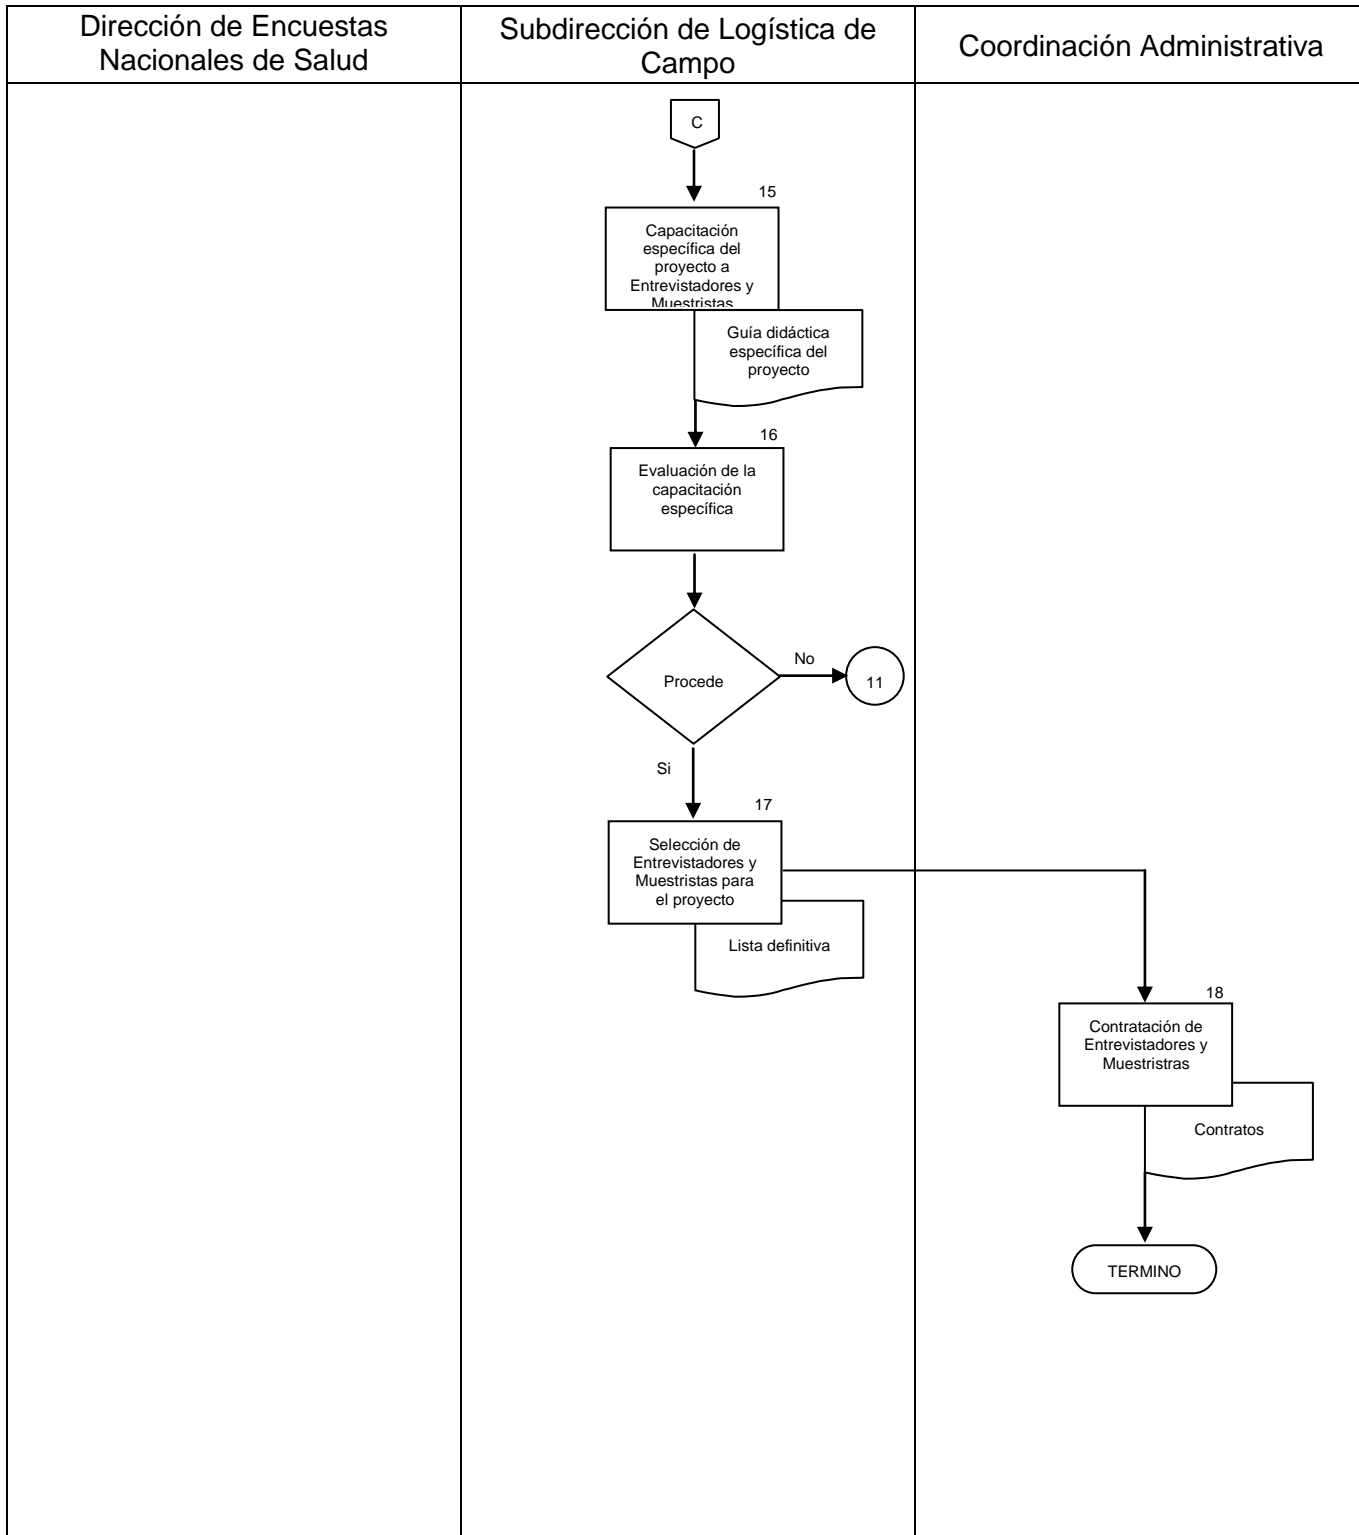 Dirección de Encuestas
Nacionales de Salud
Subdirección de Logística de
Campo
Coordinación Administrativa
C
15
Capacitación
específica del
proyecto a
Entrevistadores y
Muestristas
Guía didáctica
específica del
proyecto
16
Evaluación de la
capacitación
específica
Procede
No
11
Si
17
Selección de
Entrevistadores y
Muestristas para
el proyecto
Lista definitiva
18
Contratación de
Entrevistadores y
Muestristras
Contratos
TERMINO